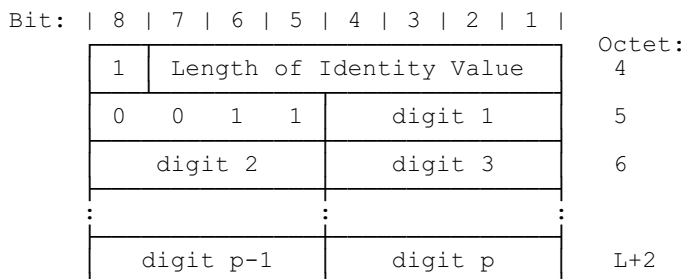 Bit: | 8 | 7 | 6 | 5 | 4 | 3 | 2 | 1 |
Octet:
1 Length of Identity Value 4
0 0 1 1 digit 1 5
digit 2 digit 3 6
: : :
digit p-1 digit p L+2